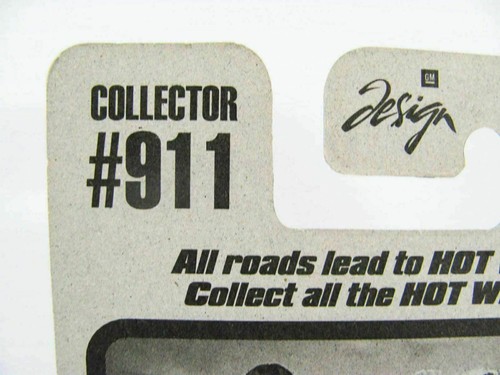 COLLECTOR
#911
GM
Design
All roads lead to HOT
Collect all the HOT W